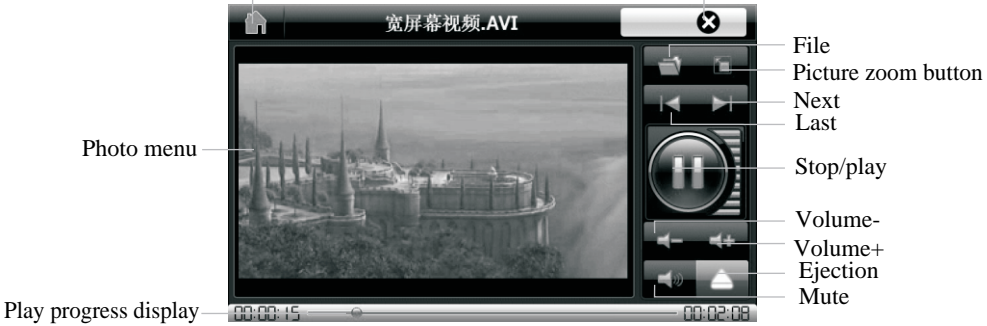 宽屏幕视频.AVI
File
Picture zoom button
Next
Last
Photo menu
Stop/play
Volume-
Volume+
Ejection
Mute
Play progress display
00:00:15
00:02:08